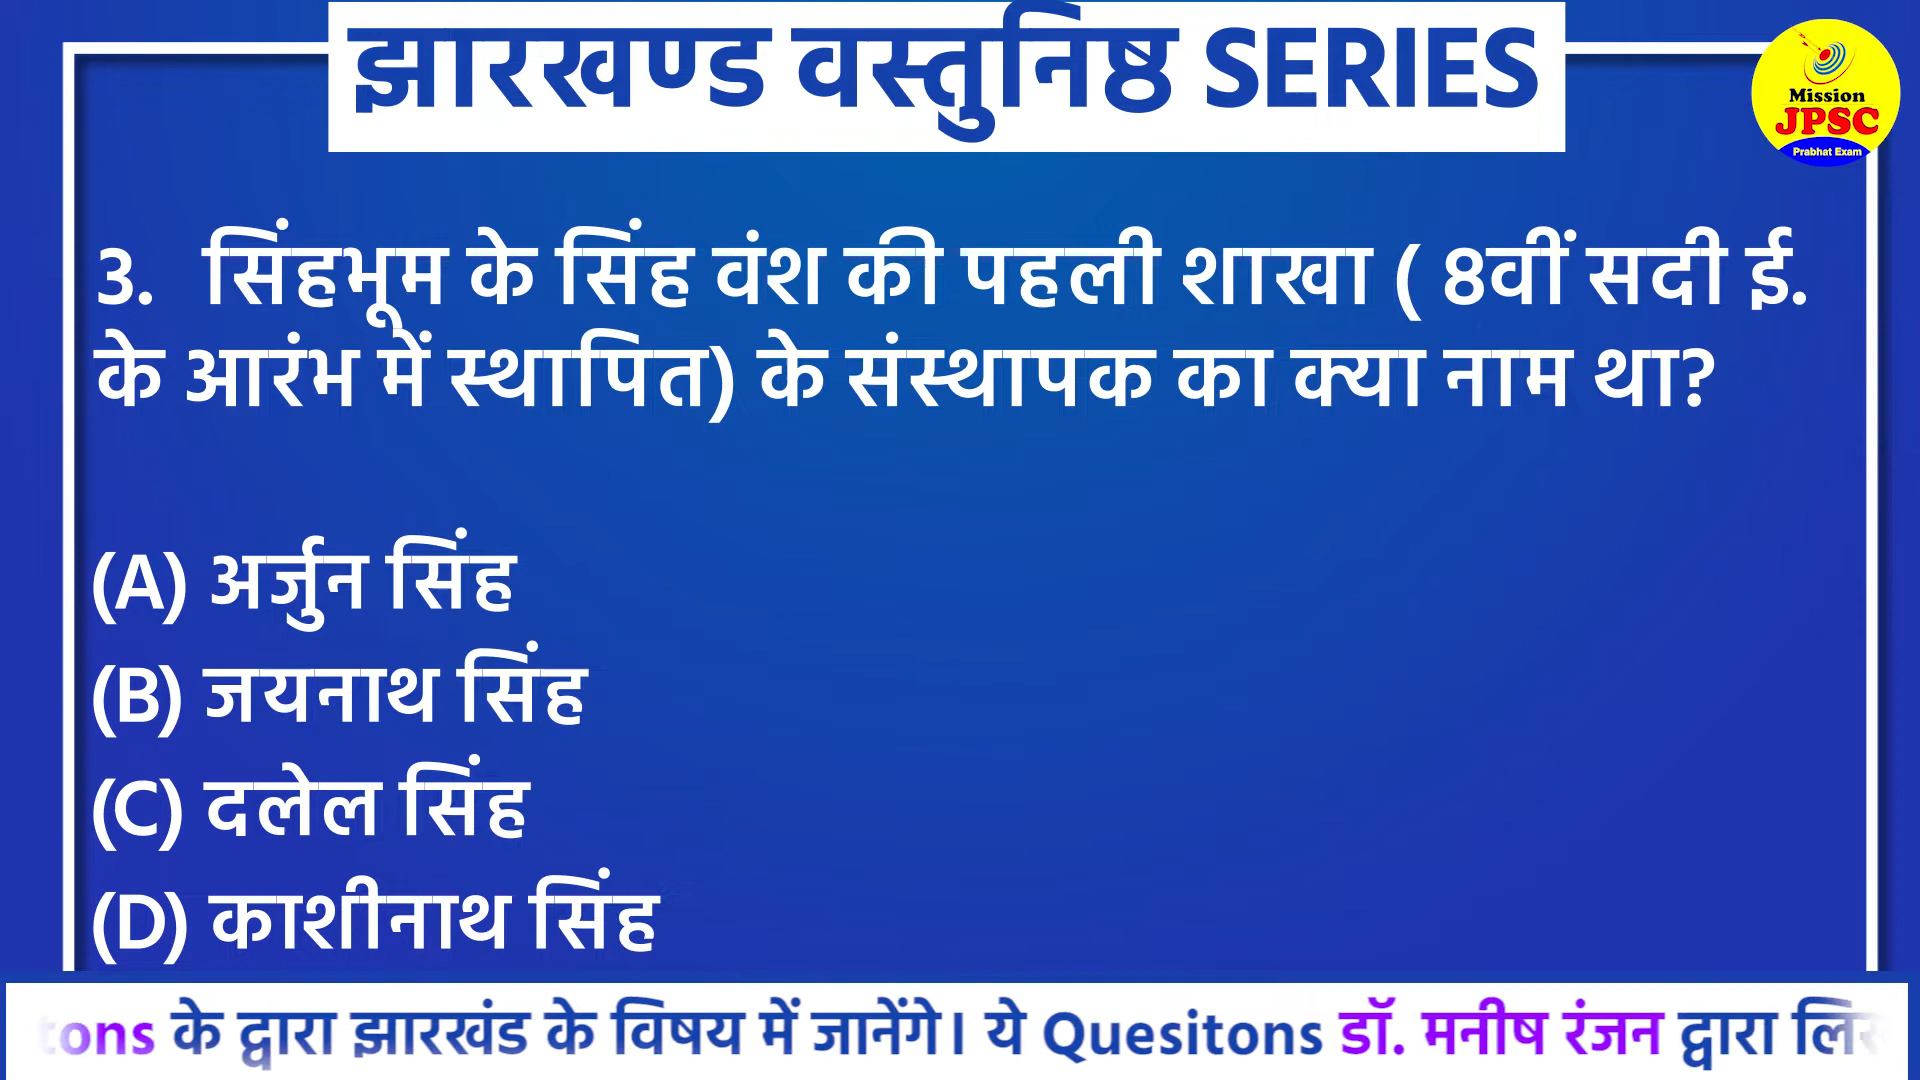 झारखण्ड वस्तुनिष्ठ SERIES
Mission
JPSC
Prabhat Exam
3. सिंहभूम के सिंह वंश की पहली शाखा ( 8वीं सदी ई.
के आरंभ में स्थापित) के संस्थापक का क्या नाम था?
(A) अर्जुन सिंह
(B) जयनाथ सिंह
(C) दलेल सिंह
(D) काशीनाथ सिंह
tons के द्वारा झारखंड के विषय में जानेंगे। ये Quesitons डॉ. मनीष रंजन द्वारा